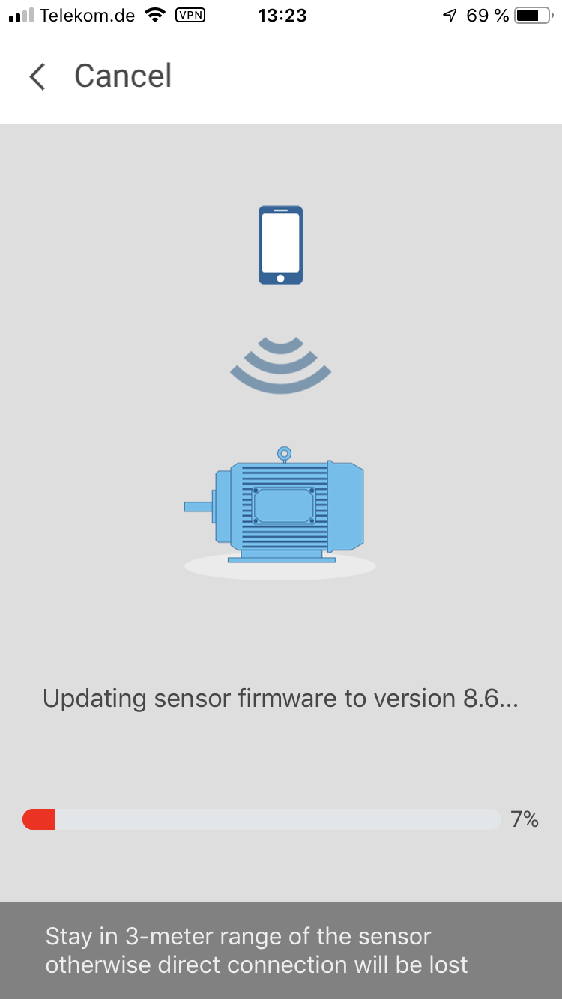 Telekom.de VPN 13:23 69 %
Cancel
Updating sensor firmware to version 8.6...
7%
Stay in 3-meter range of the sensor
otherwise direct connection will be lost